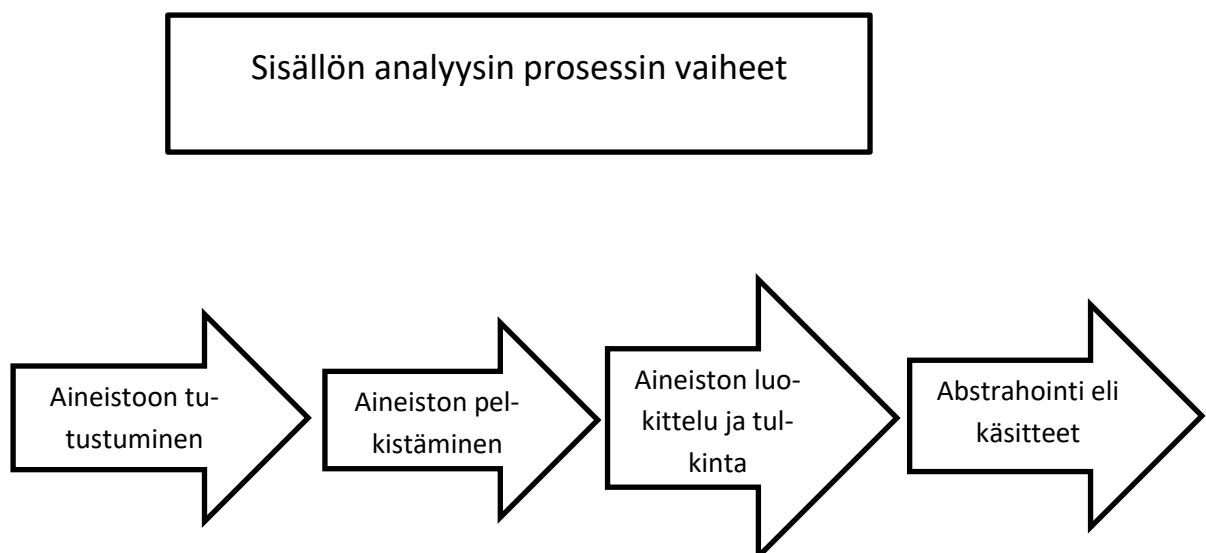 Sisällön analyysin prosessin vaiheet
Aineistoon tu-
tustuminen
Aineiston pel-
kistäminen
Aineiston luo-
kittelu ja tul-
kinta
Abstrahointi eli
käsitteet